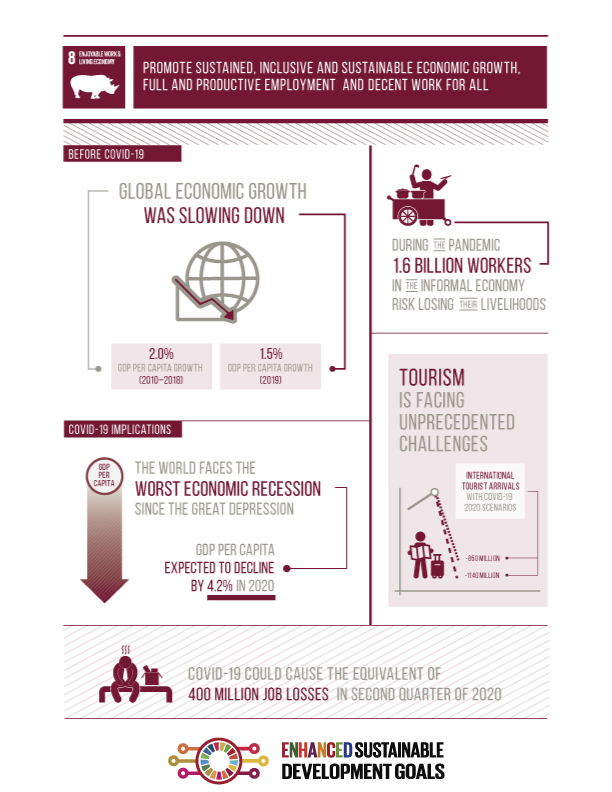 8 ENJOYABLE WORK &
LIVING ECONOMY
PROMOTE SUSTAINED, INCLUSIVE AND SUSTAINABLE ECONOMIC GROWTH,
FULL AND PRODUCTIVE EMPLOYMENT AND DECENT WORK FOR ALL
BEFORE COVID-19
GLOBAL ECONOMIC GROWTH
WAS SLOWING DOWN
2.0%
GDP PER CAPITA GROWTH
(2010–2018)
1.5%
GDP PER CAPITA GROWTH
(2019)
DURING THE PANDEMIC
1.6 BILLION WORKERS
IN THE INFORMAL ECONOMY
RISK LOSING THEIR LIVELIHOODS
COVID-19 IMPLICATIONS
GDP
PER
CAPITA
THE WORLD FACES THE
WORST ECONOMIC RECESSION
SINCE THE GREAT DEPRESSION
GDP PER CAPITA
EXPECTED TO DECLINE
BY 4.2% IN 2020
TOURISM
IS FACING
UNPRECEDENTED
CHALLENGES
INTERNATIONAL
TOURIST ARRIVALS
WITH COVID-19
2020 SCENARIOS
-850 MILLION
-1140 MILLION
COVID-19 COULD CAUSE THE EQUIVALENT OF
400 MILLION JOB LOSSES IN SECOND QUARTER OF 2020
ENHANCED SUSTAINABLE
DEVELOPMENT GOALS